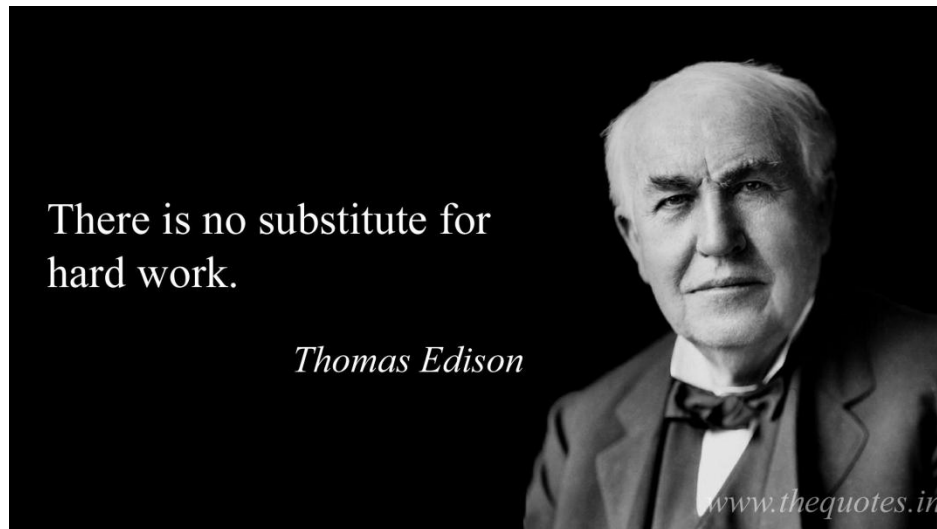 There is no substitute for
hard work.
Thomas Edison
www.thequotes.in